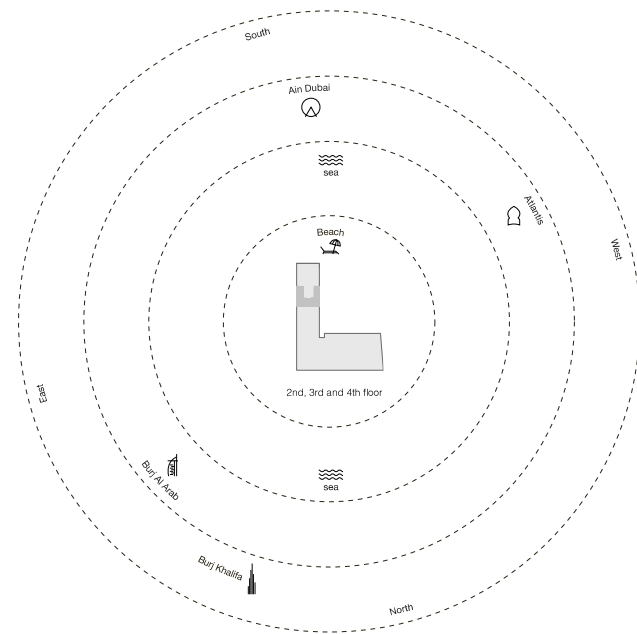 South
Ain Dubai
sea
Atlantis
Beach
West
2nd, 3rd and 4th floor
East
Burj Al Arab
sea
Burj Khalifa
North